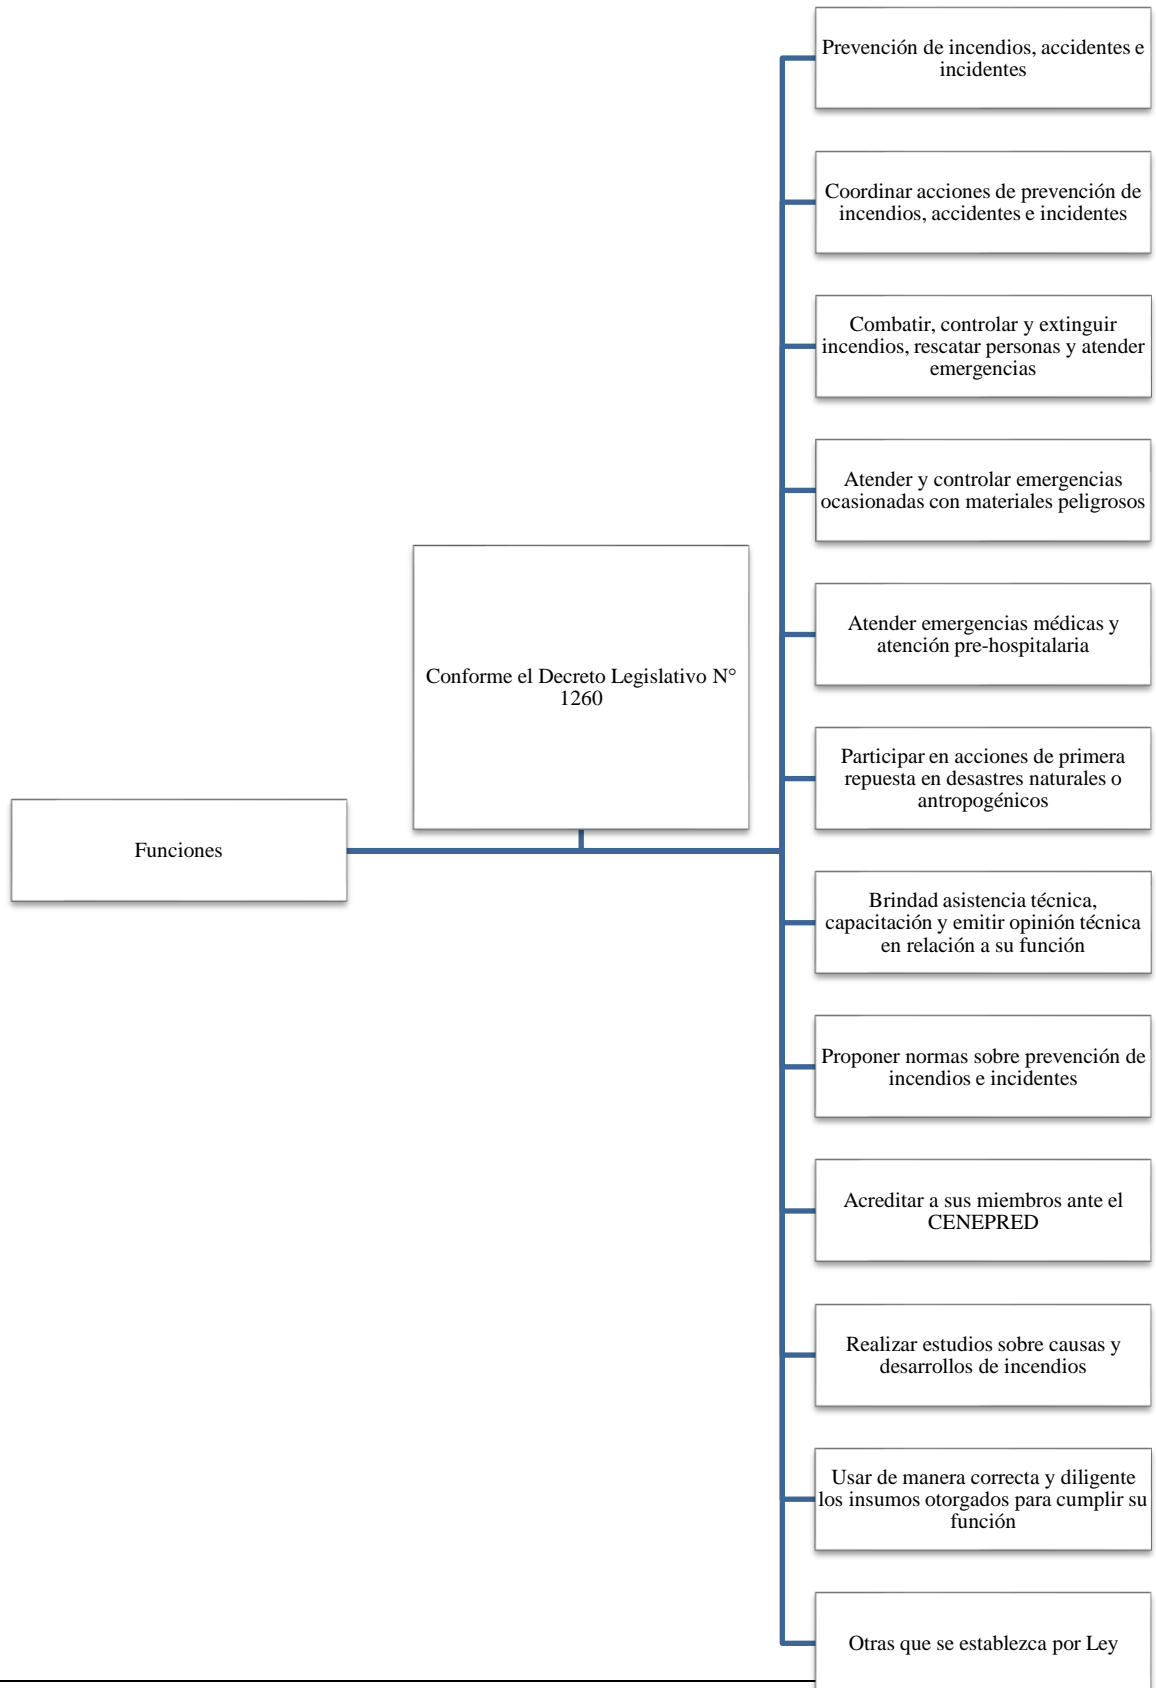 Prevención de incendios, accidentes e
incidentes
Coordinar acciones de prevención de
incendios, accidentes e incidentes
Combatir, controlar y extinguir
incendios, rescatar personas y atender
emergencias
Atender y controlar emergencias
ocasionadas con materiales peligrosos
Conforme el Decreto Legislativo N°
1260
Atender emergencias médicas y
atención pre-hospitalaria
Participar en acciones de primera
repuesta en desastres naturales o
antropogénicos
Funciones
Brindad asistencia técnica,
capacitación y emitir opinión técnica
en relación a su función
Proponer normas sobre prevención de
incendios e incidentes
Acreditar a sus miembros ante el
CENEPRED
Realizar estudios sobre causas y
desarrollos de incendios
Usar de manera correcta y diligente
los insumos otorgados para cumplir su
función
Otras que se establezca por Ley